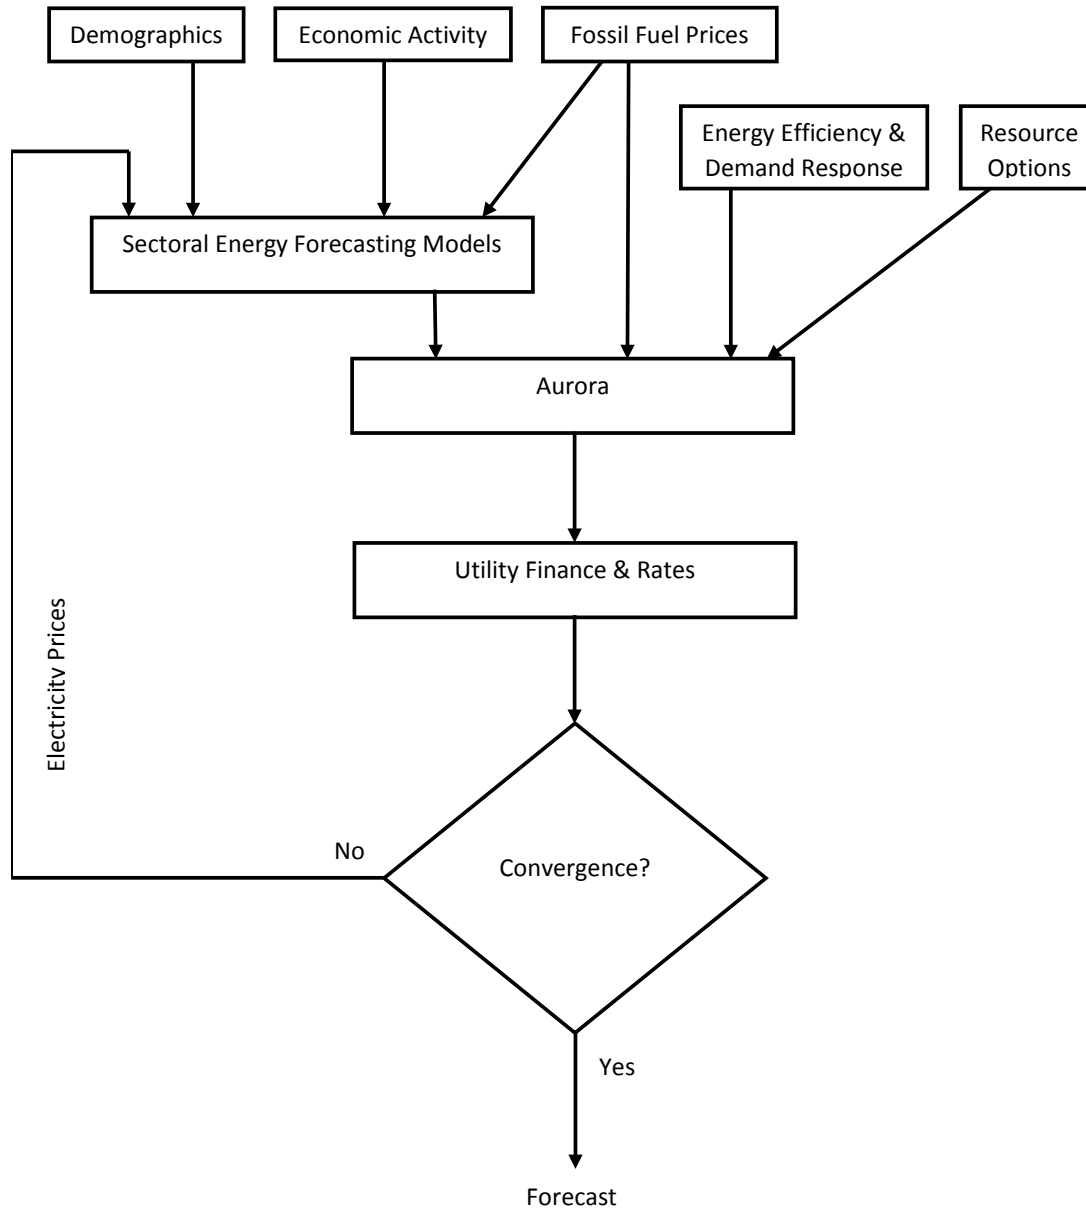 Demographics
Economic Activity
Fossil Fuel Prices
Energy Efficiency &
Demand Response
Resource
Options
Sectoral Energy Forecasting Models
Aurora
Utility Finance & Rates
Electricity Prices
No
Convergence?
Yes
Forecast